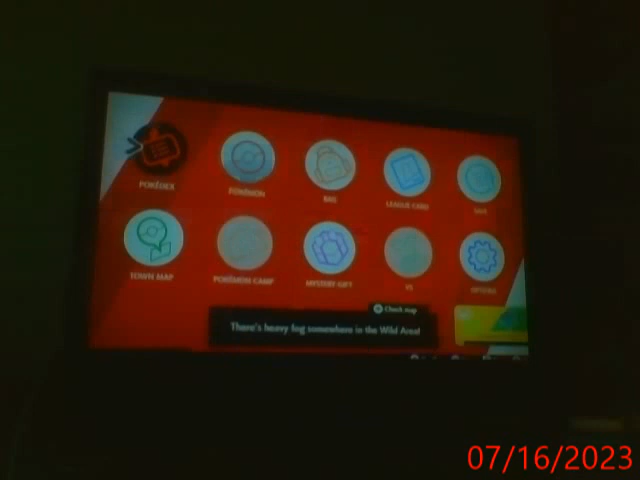 POKÉDEX
POKÉMON
BAG
LEAGUE CARD
SAVE
TOWN MAP
POKÉMON CAMP
MYSTERY GIFT
VS
OPTIONS
Check map
There's heavy fog somewhere in the Wild Area!
07/16/2023